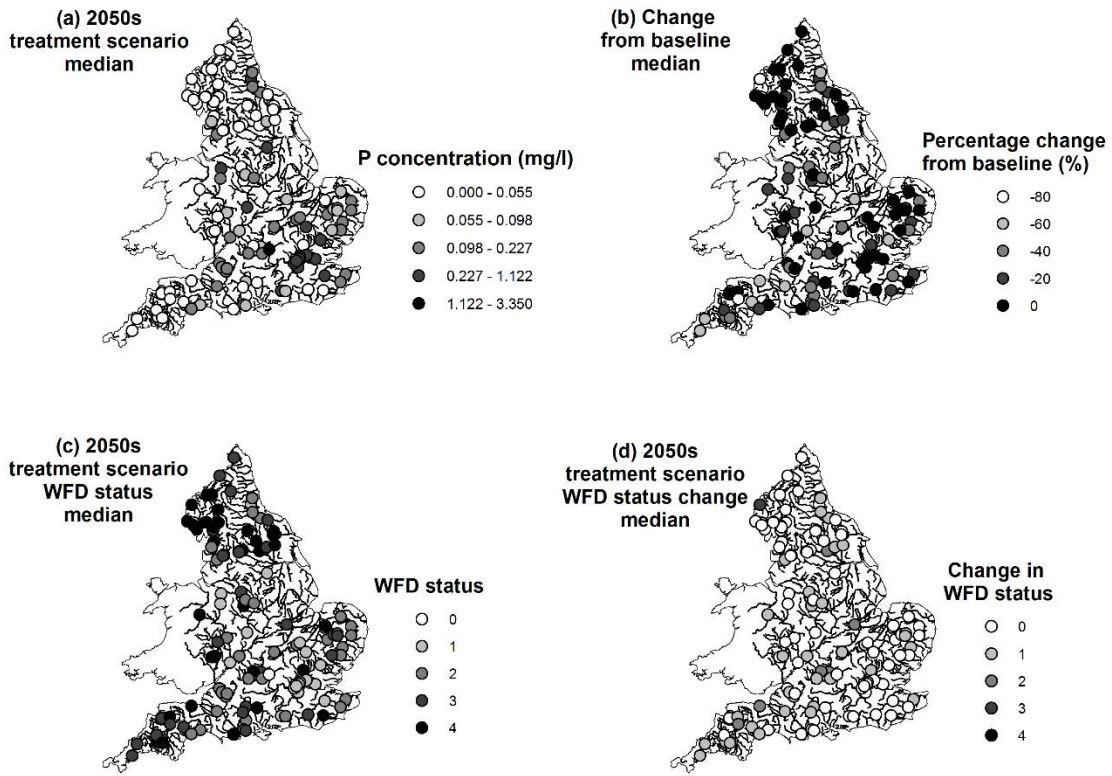 (a) 2050s
treatment scenario
median
P concentration (mg/l)
0.000 - 0.055
0.055 - 0.098
0.098 - 0.227
0.227 - 1.122
1.122 - 3.350
(b) Change
from baseline
median
Percentage change
from baseline (%)
-80
-60
-40
-20
0
(c) 2050s
treatment scenario
WFD status
median
WFD status
0
1
2
3
4
(d) 2050s
treatment scenario
WFD status change
median
Change in
WFD status
0
1
2
3
4